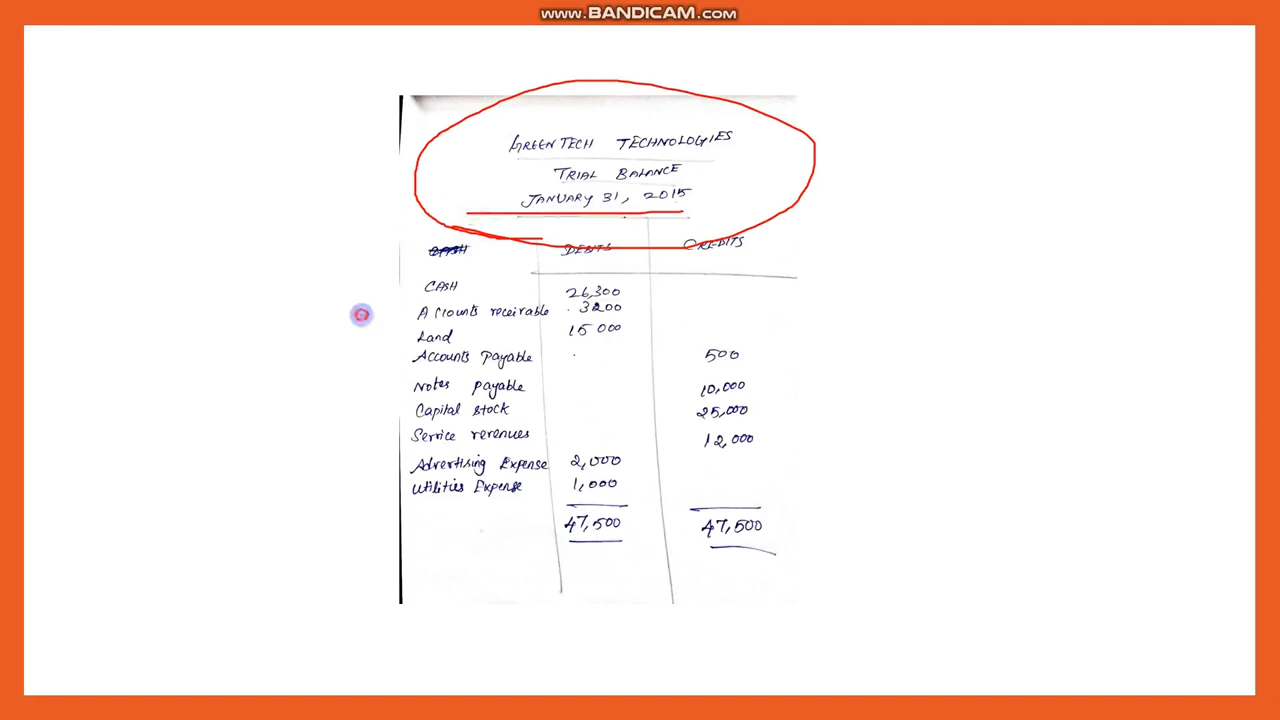 www.BANDICAM.com
GREENTECH TECHNOLOGIES
TRIAL BALANCE
JANUARY 31, 2015
DEBITS CREDITS
CASH 26,300
Accounts receivable 3200
Land 15 000
Accounts payable 500
Notes payable 10,000
Capital stock 25,000
Service revenues 12,000
Advertising Expense 2,000
Utilities Expense 1,000
47,500 47,500